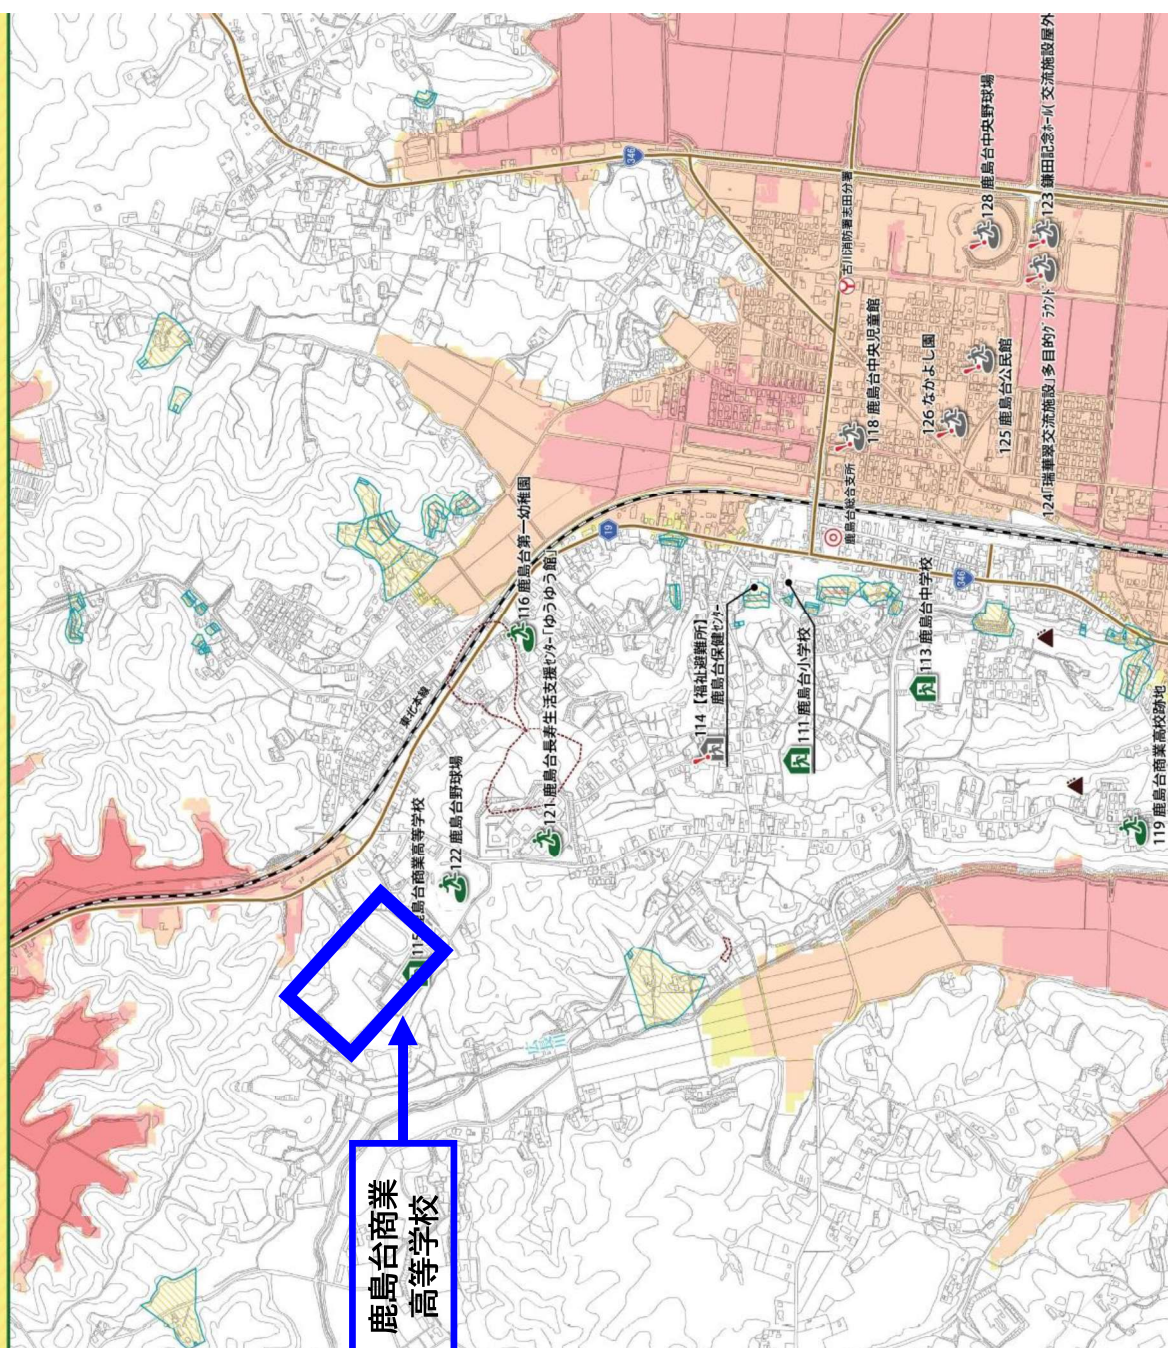 346
古川消防署志田分署
128 鹿島台中央野球場
123 鎌田記念ホール(交流施設屋外
118 鹿島台中央児童館
126 なかよし園
125 鹿島台公民館
124「瑞華翠交流施設」多目的グラウンド
鹿島台総合支所
19
116 鹿島台第一幼稚園
121 鹿島台長寿生活支援センター「ゆうゆう館」
東北本線
122 鹿島台野球場
鹿島台商業高等学校
114【福祉避難所】
鹿島台保健センター
111 鹿島台小学校
113 鹿島台中学校
346
119 鹿島台商業高校跡地
広長川
鹿島台商業
高等学校